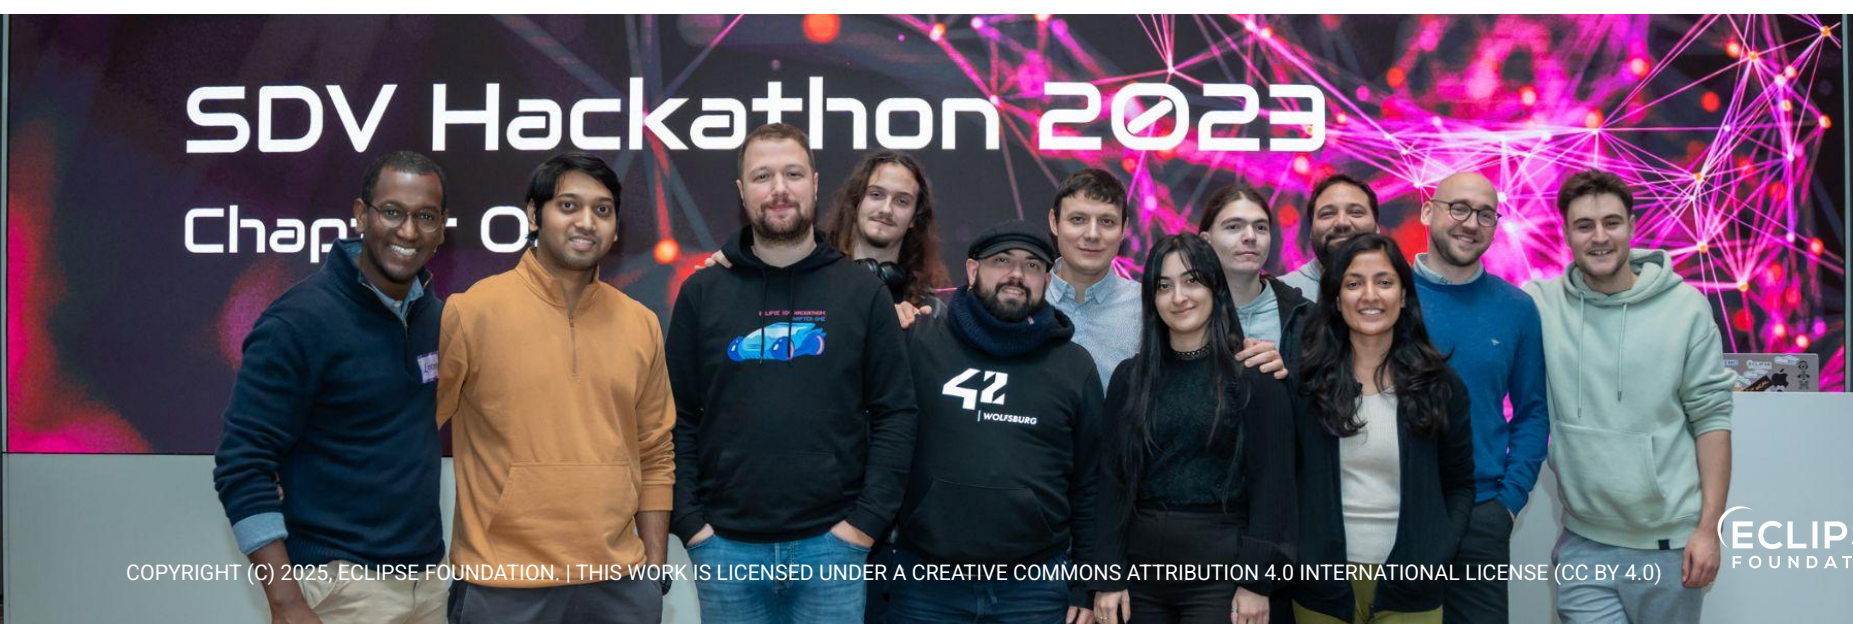 SDV Hackathon 2023
42
WOLFSBURG
COPYRIGHT (C) 2025, ECLIPSE FOUNDATION. | THIS WORK IS LICENSED UNDER A CREATIVE COMMONS ATTRIBUTION 4.0 INTERNATIONAL LICENSE (CC BY 4.0)